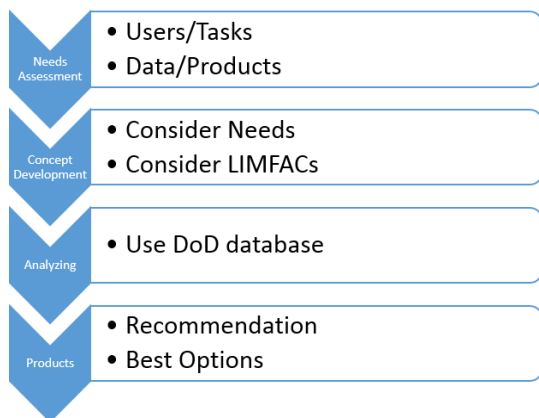 Needs
Assessment
• Users/Tasks
• Data/Products
Concept
Development
• Consider Needs
• Consider LIMFACs
Analyzing
• Use DoD database
Products
• Recommendation
• Best Options